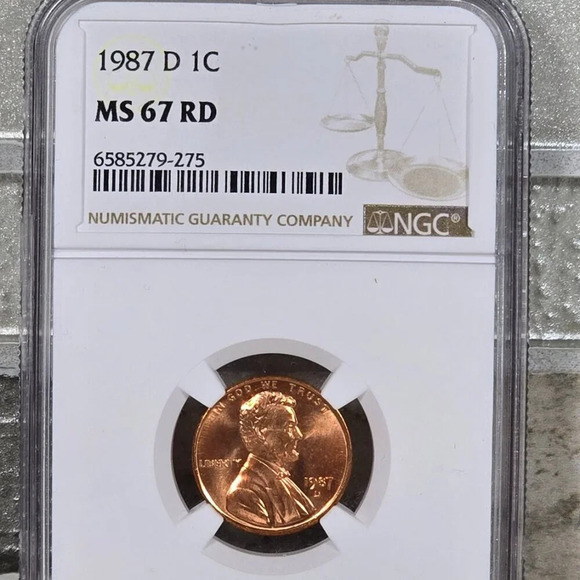 1987 D 1C
MS 67 RD
6585279-275
NUMISMATIC GUARANTY COMPANY
NGC®
IN GOD WE TRUST
LIBERTY
1987
D